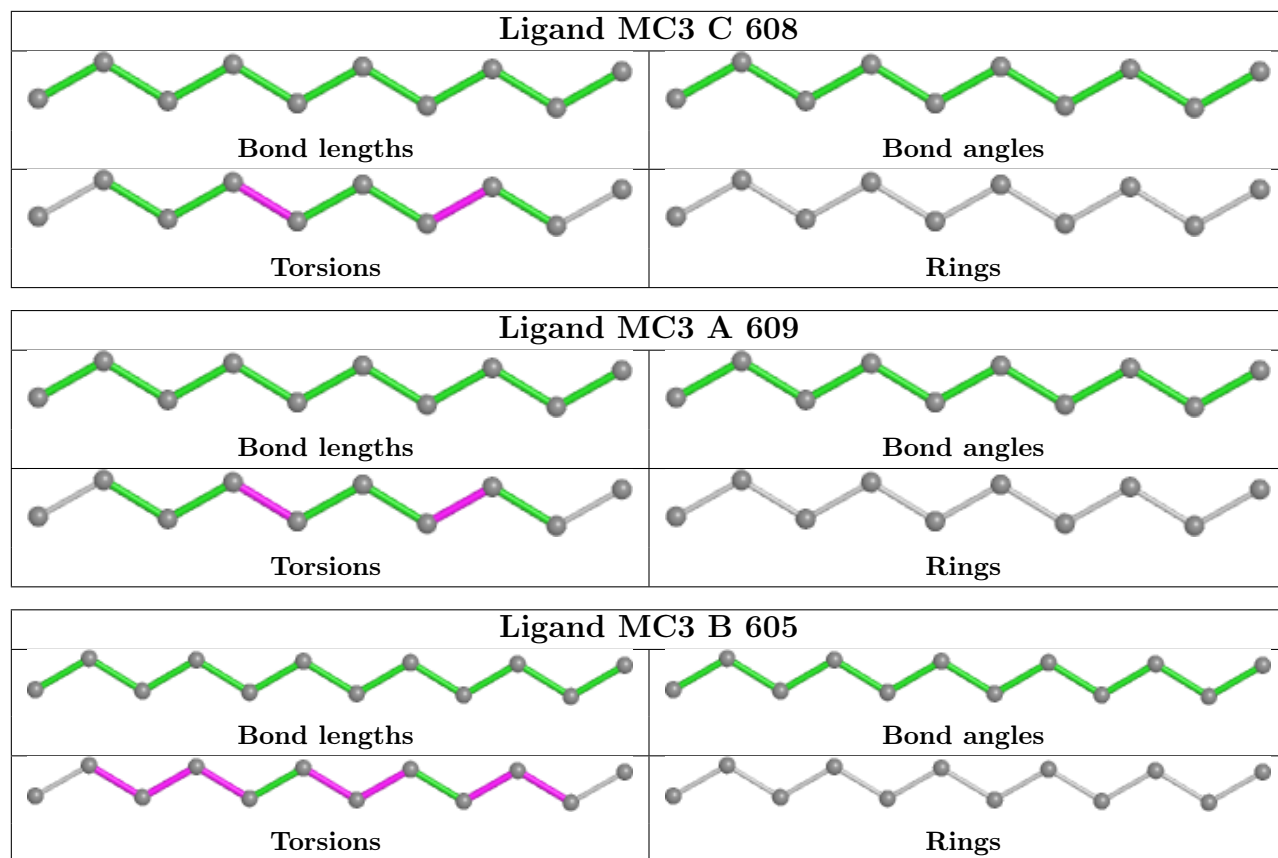 Ligand MC3 C 608
Bond lengths
Bond angles
Torsions
Rings
Ligand MC3 A 609
Bond lengths
Bond angles
Torsions
Rings
Ligand MC3 B 605
Bond lengths
Bond angles
Torsions
Rings